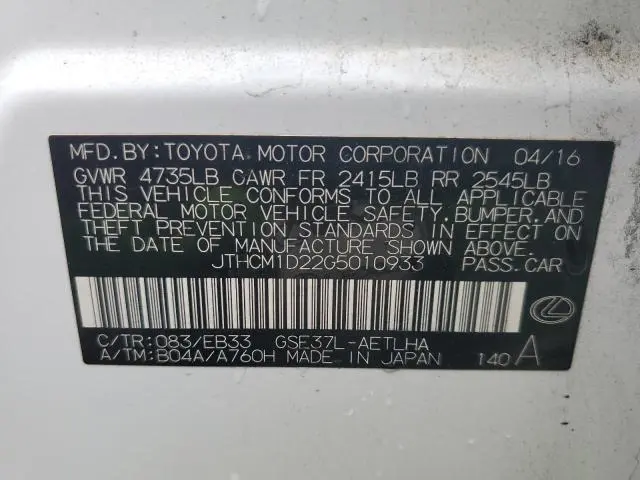 MFD. BY: TOYOTA MOTOR CORPORATION 04/16
GVWR 4735LB GAWR FR 2415LB RR 2545LB
THIS VEHICLE CONFORMS TO ALL APPLICABLE
FEDERAL MOTOR VEHICLE SAFETY, BUMPER, AND
THEFT PREVENTION STANDARDS IN EFFECT ON
THE DATE OF MANUFACTURE SHOWN ABOVE.
JTHCM1D22G5010933 PASS. CAR
C/TR: 083/EB33 GSE37L-AETLHA
A/TM: B04A/A760H MADE IN JAPAN 140 A